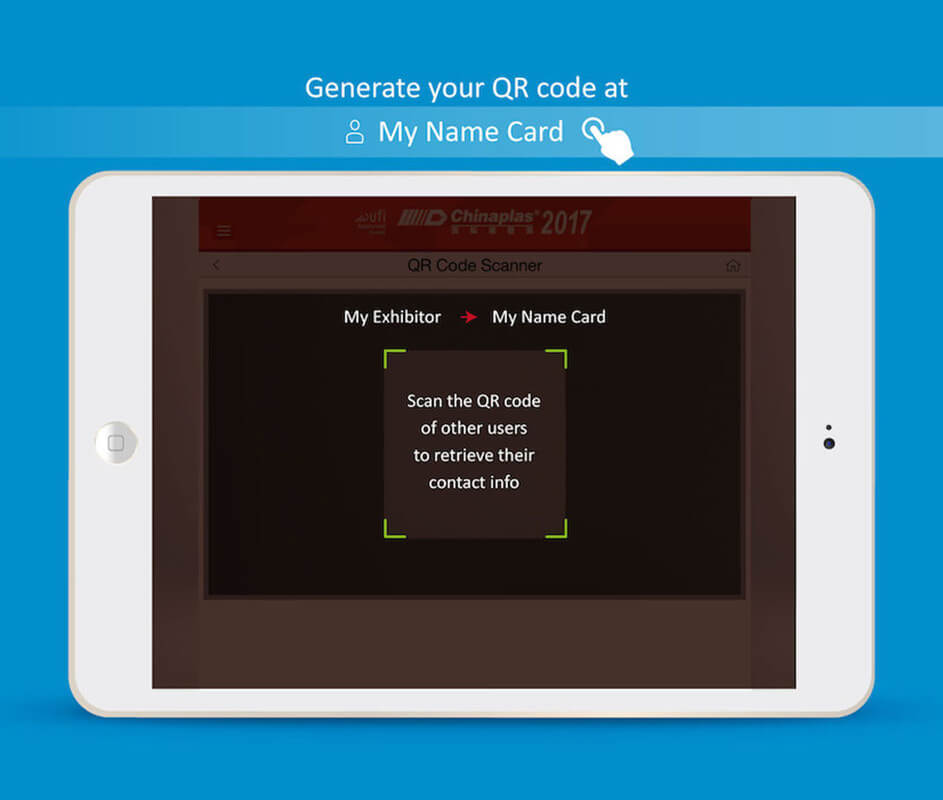 Generate your QR code at
My Name Card
ufi
Chinaplas® 2017
QR Code Scanner
My Exhibitor
My Name Card
Scan the QR code
of other users
to retrieve their
contact info